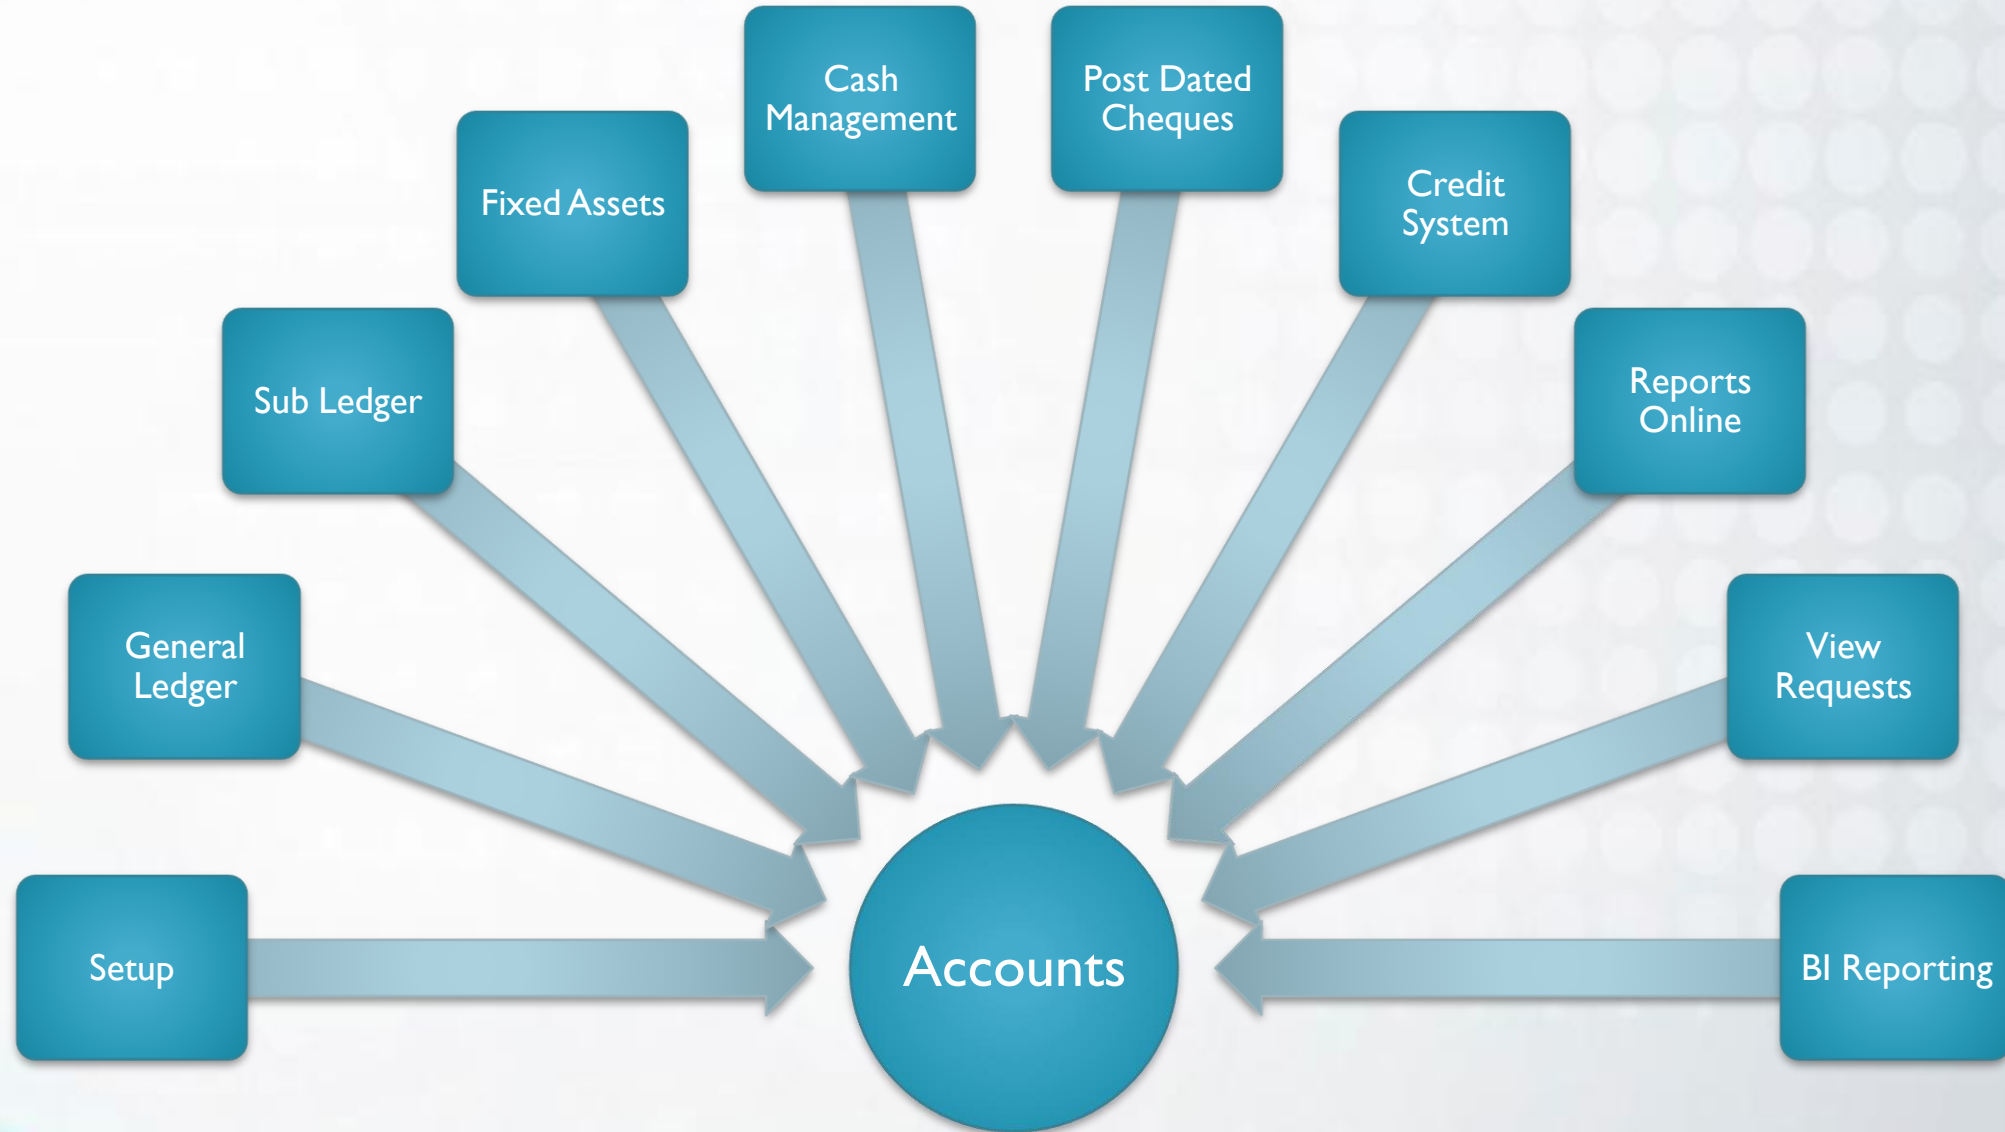 Cash
Management
Post Dated
Cheques
Fixed Assets
Credit
System
Sub Ledger
Reports
Online
General
Ledger
View
Requests
Setup
Accounts
BI Reporting